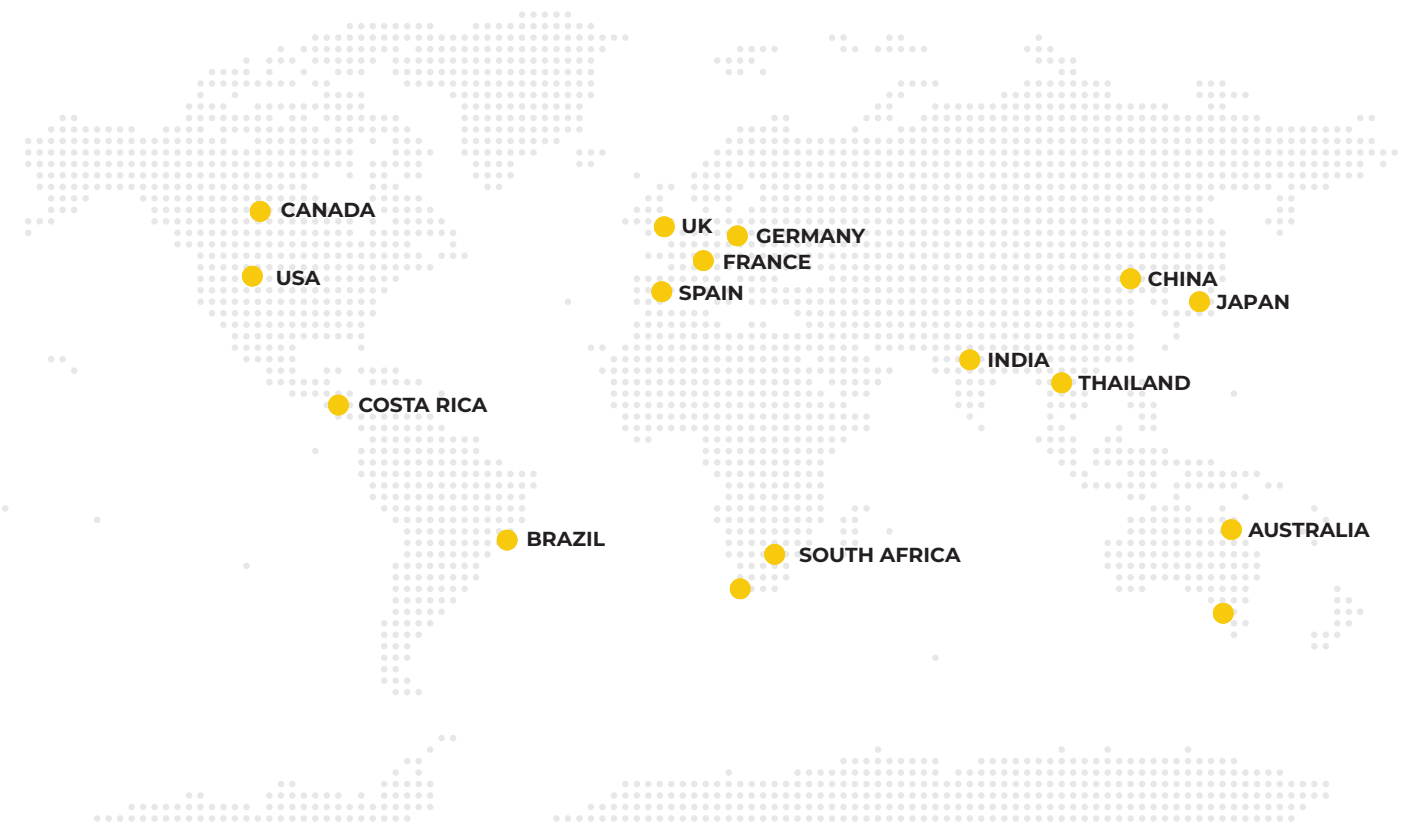 CANADA
UK
GERMANY
FRANCE
USA
SPAIN
CHINA
JAPAN
INDIA
THAILAND
COSTA RICA
BRAZIL
AUSTRALIA
SOUTH AFRICA